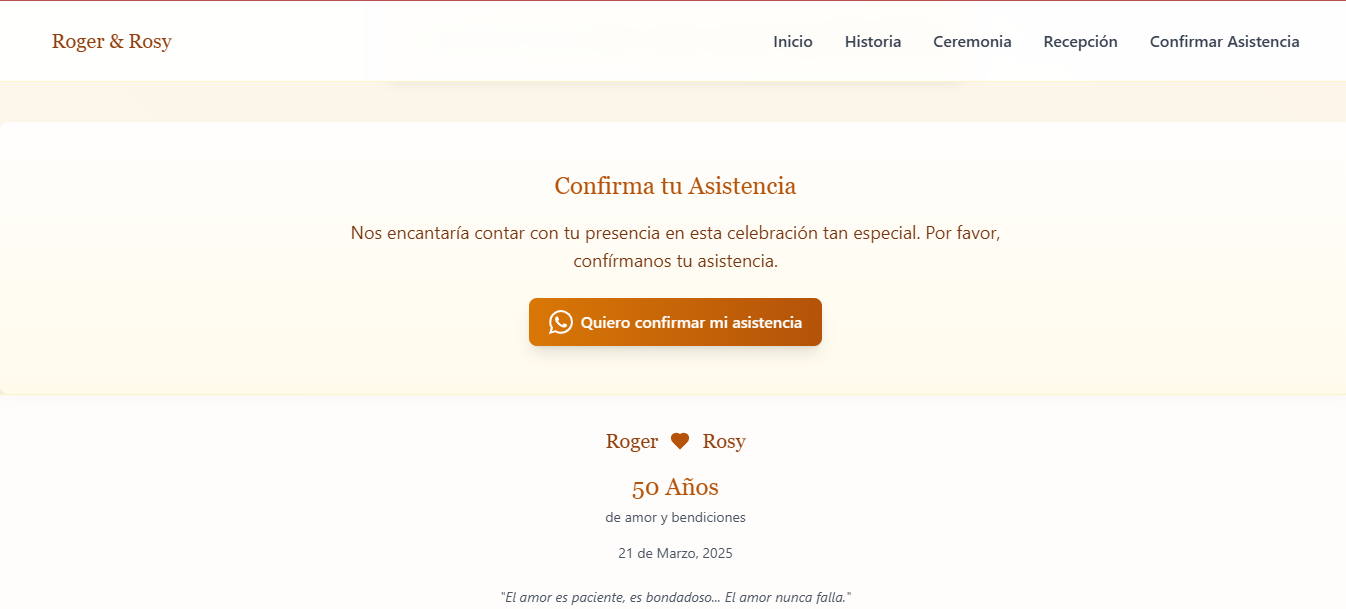 Roger & Rosy
Inicio
Historia
Ceremonia
Recepción
Confirmar Asistencia
Confirma tu Asistencia
Nos encantaría contar con tu presencia en esta celebración tan especial. Por favor,
confírmanos tu asistencia.
Quiero confirmar mi asistencia
Roger Rosy
50 Años
de amor y bendiciones
21 de Marzo, 2025
"El amor es paciente, es bondadoso... El amor nunca falla."